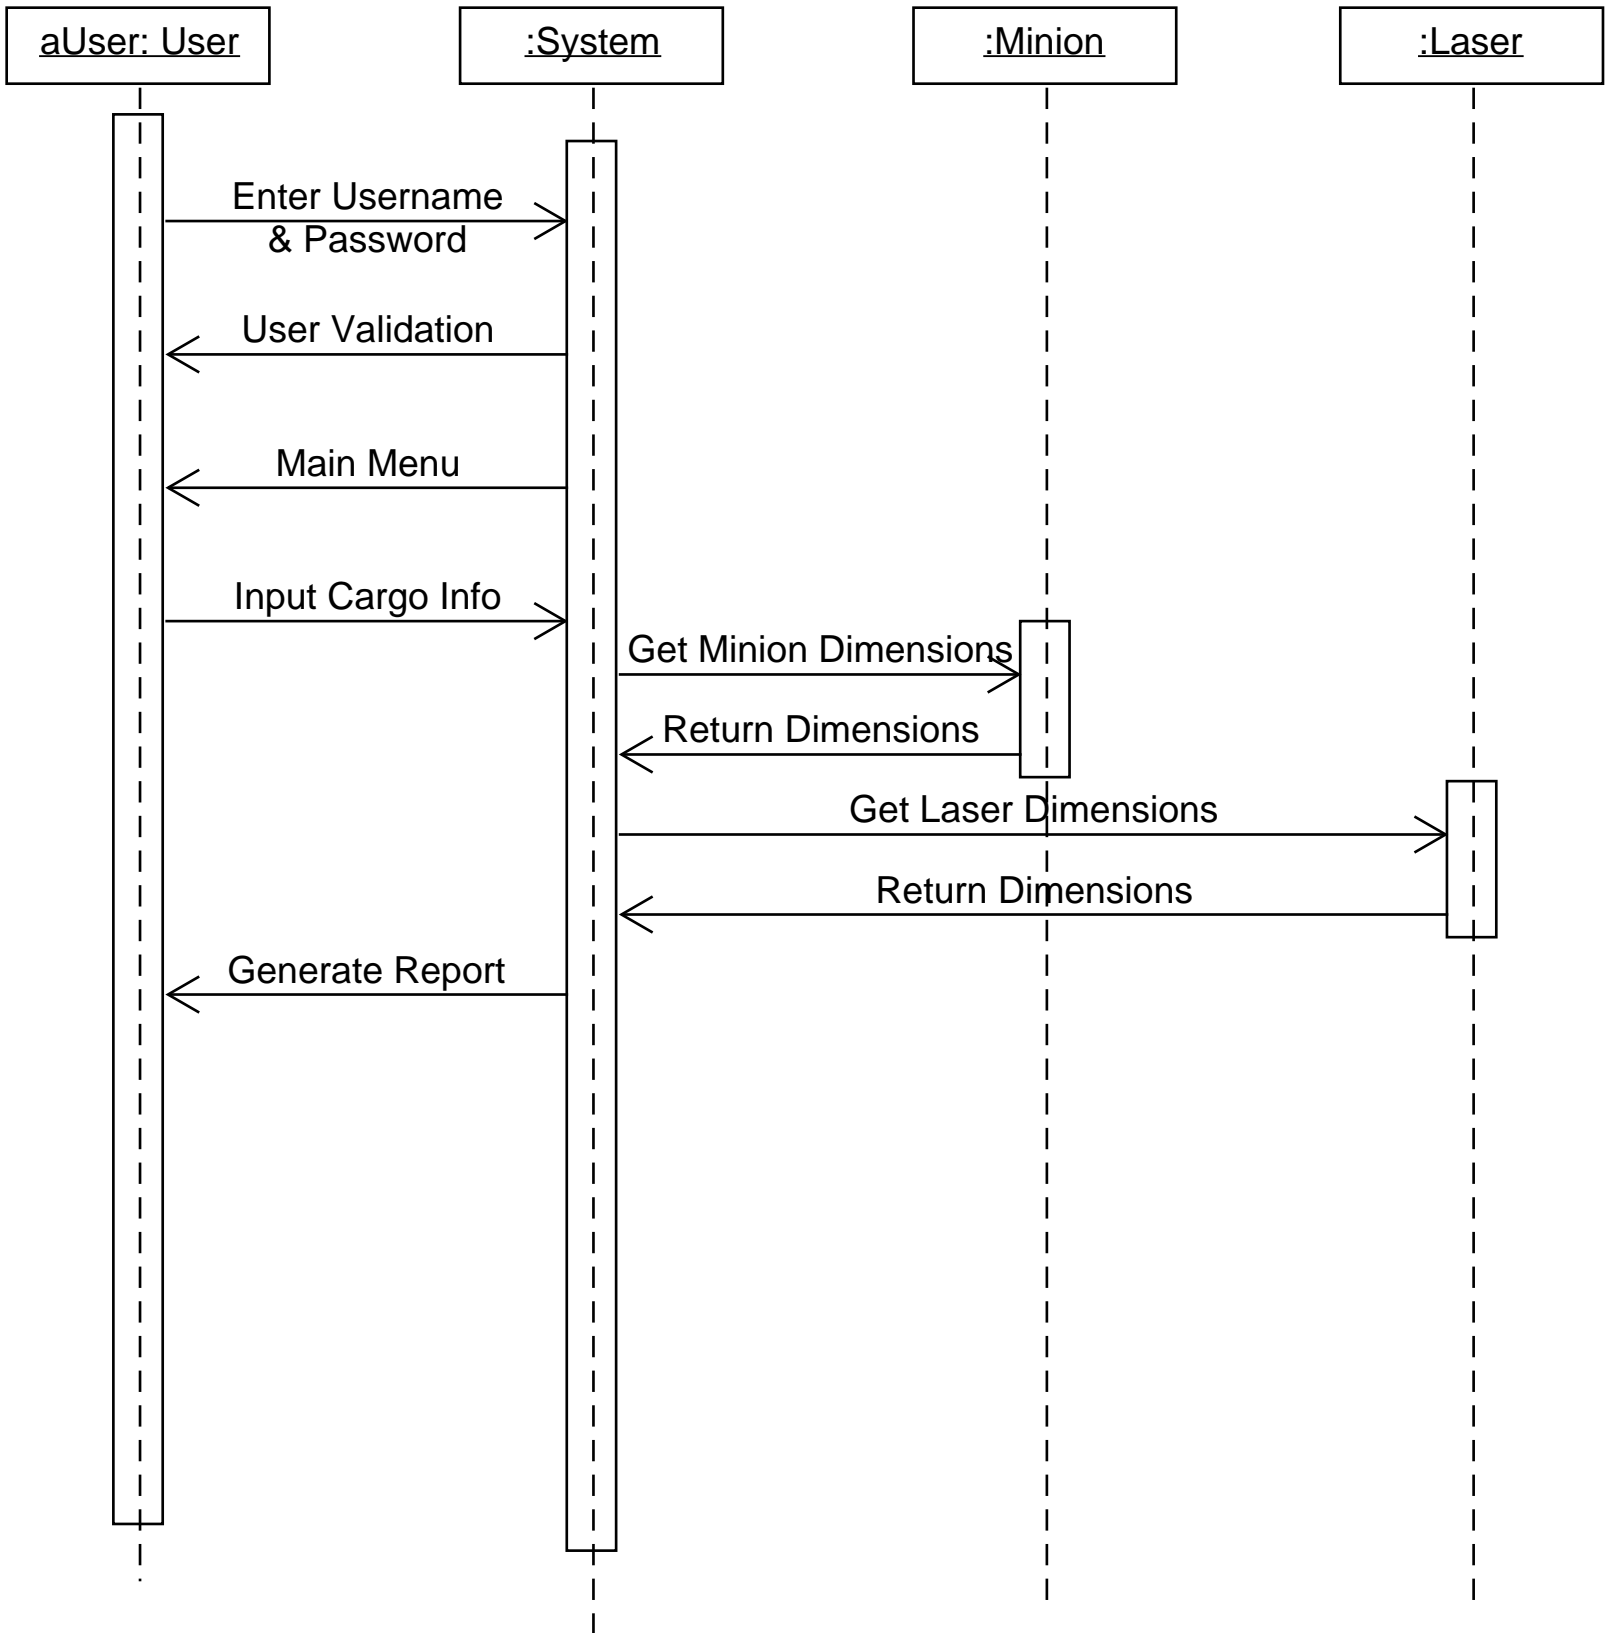 aUser: User
:System
:Minion
:Laser
Enter Username
& Password
User Validation
Main Menu
Input Cargo Info
Get Minion Dimensions
Return Dimensions
Get Laser Dimensions
Return Dimensions
Generate Report